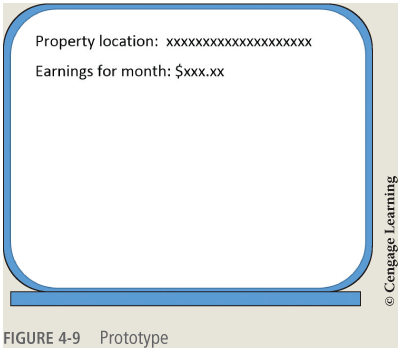 Property location: xxxxxxxxxxxxxxxxxxxx
Earnings for month: $xxx.xx
© Cengage Learning
FIGURE 4-9 Prototype